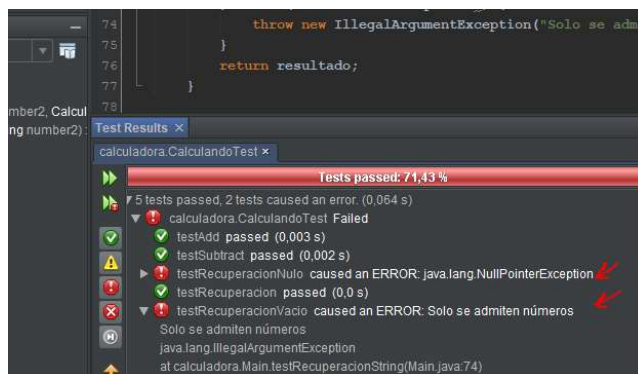 74 throw new IllegalArgumentException("Solo se adm
75 }
76 return resultado;
77 }
78
mber2, Calcul
ng number2) :
Test Results ×
calculadora.CalculandoTest ×
Tests passed: 71,43 %
5 tests passed, 2 tests caused an error. (0,064 s)
calculadora.CalculandoTest Failed
testAdd passed (0,003 s)
testSubtract passed (0,002 s)
testRecuperacionNulo caused an ERROR: java.lang.NullPointerException
testRecuperacion passed (0,0 s)
testRecuperacionVacio caused an ERROR: Solo se admiten números
Solo se admiten números
java.lang.IllegalArgumentException
at calculadora.Main.testRecuperacionString(Main.java:74)